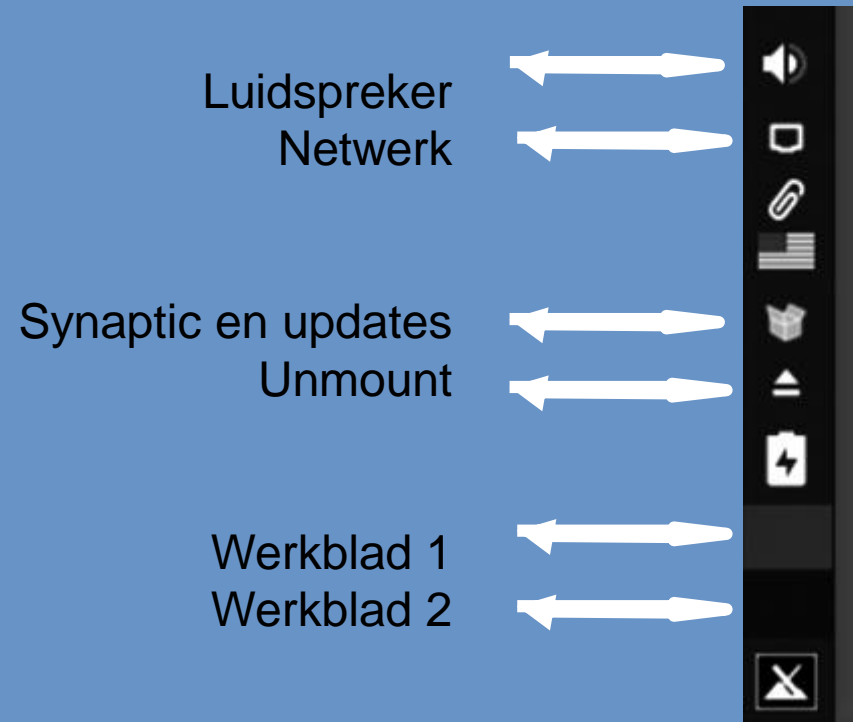 Luidspreker
Netwerk
Synaptic en updates
Unmount
Werkblad 1
Werkblad 2